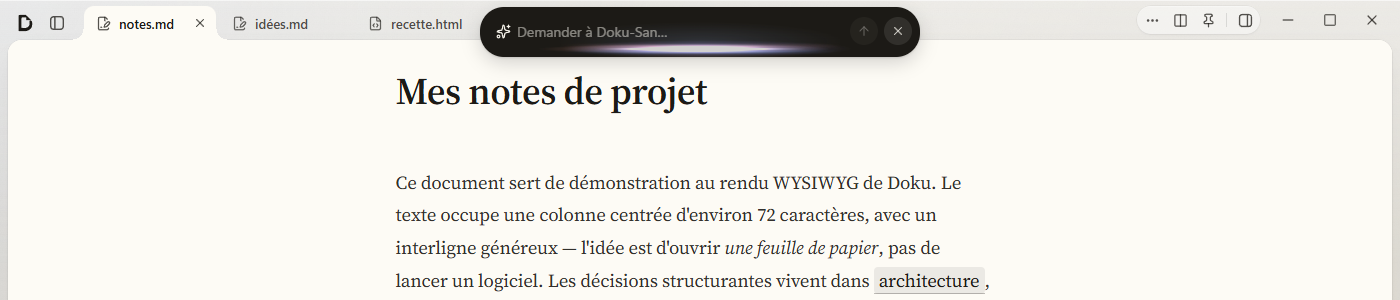 notes.md
idées.md
recette.html
Demander à Doku-San...
Mes notes de projet
Ce document sert de démonstration au rendu WYSIWYG de Doku. Le
texte occupe une colonne centrée d'environ 72 caractères, avec un
interligne généreux — l'idée est d'ouvrir une feuille de papier, pas de
lancer un logiciel. Les décisions structurantes vivent dans architecture ,